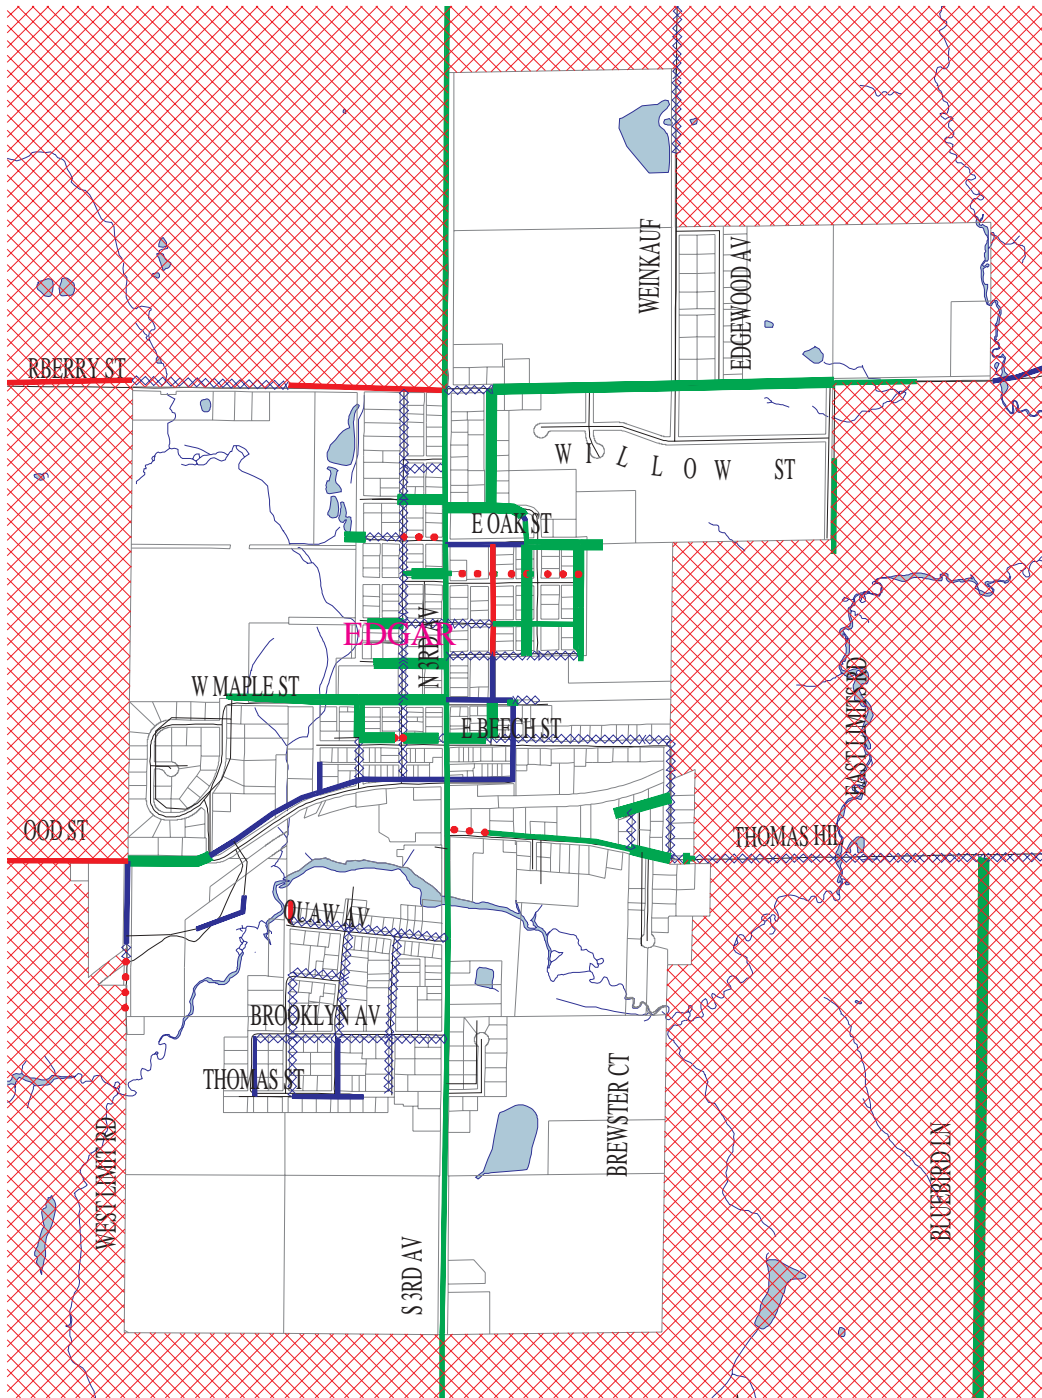 WEINKAUF
EDGEWOOD AV
RBERRY ST
WILLOW ST
E OAK ST
EDGAR
N 3RD AV
W MAPLE ST
E BEECH ST
EAST LIMITS RD
OOD ST
THOMAS HIL
QUAW AV
BROOKLYN AV
THOMAS ST
BREWSTER CT
WEST LIMIT RD
BLUEBIRD LN
S 3RD AV